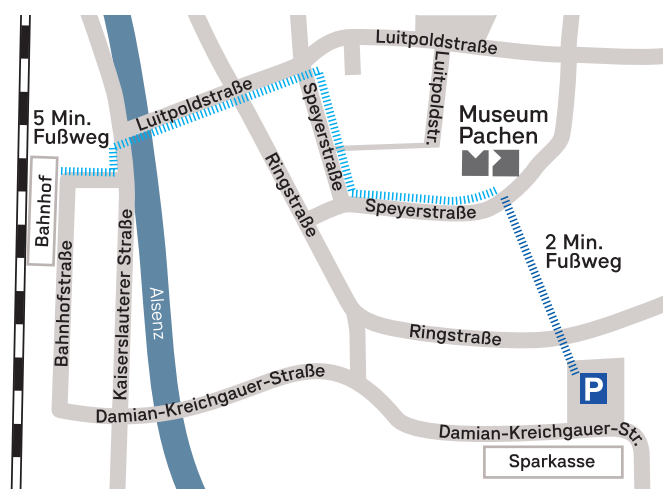 Luitpoldstraße
Luitpoldstr.
5 Min.
Fußweg
Luitpoldstraße
Speyerstraße
Museum
Pachen
Bahnhof
Ringstraße
Speyerstraße
2 Min.
Fußweg
Bahnhofstraße
Kaiserslauterer Straße
Alsenz
Ringstraße
Damian-Kreichgauer-Straße
P
Damian-Kreichgauer-Str.
Sparkasse